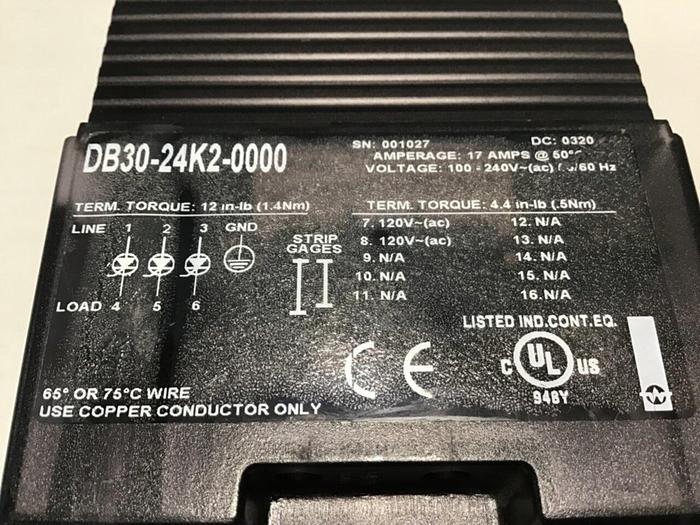 DB30-24K2-0000
SN: 001027 DC: 0320
AMPERAGE: 17 AMPS @ 50°
VOLTAGE: 100 - 240V~(ac) /60 Hz
TERM. TORQUE: 12 in-lb (1.4Nm)
TERM. TORQUE: 4.4 in-lb (.5Nm)
LINE 1 2 3 GND
LOAD 4 5 6
STRIP
GAGES
7. 120V~(ac) 12. N/A
8. 120V~(ac) 13. N/A
9. N/A 14. N/A
10. N/A 15. N/A
11. N/A 16. N/A
LISTED IND.CONT.EQ.
CE
C UL US
948Y
W
65° OR 75°C WIRE
USE COPPER CONDUCTOR ONLY